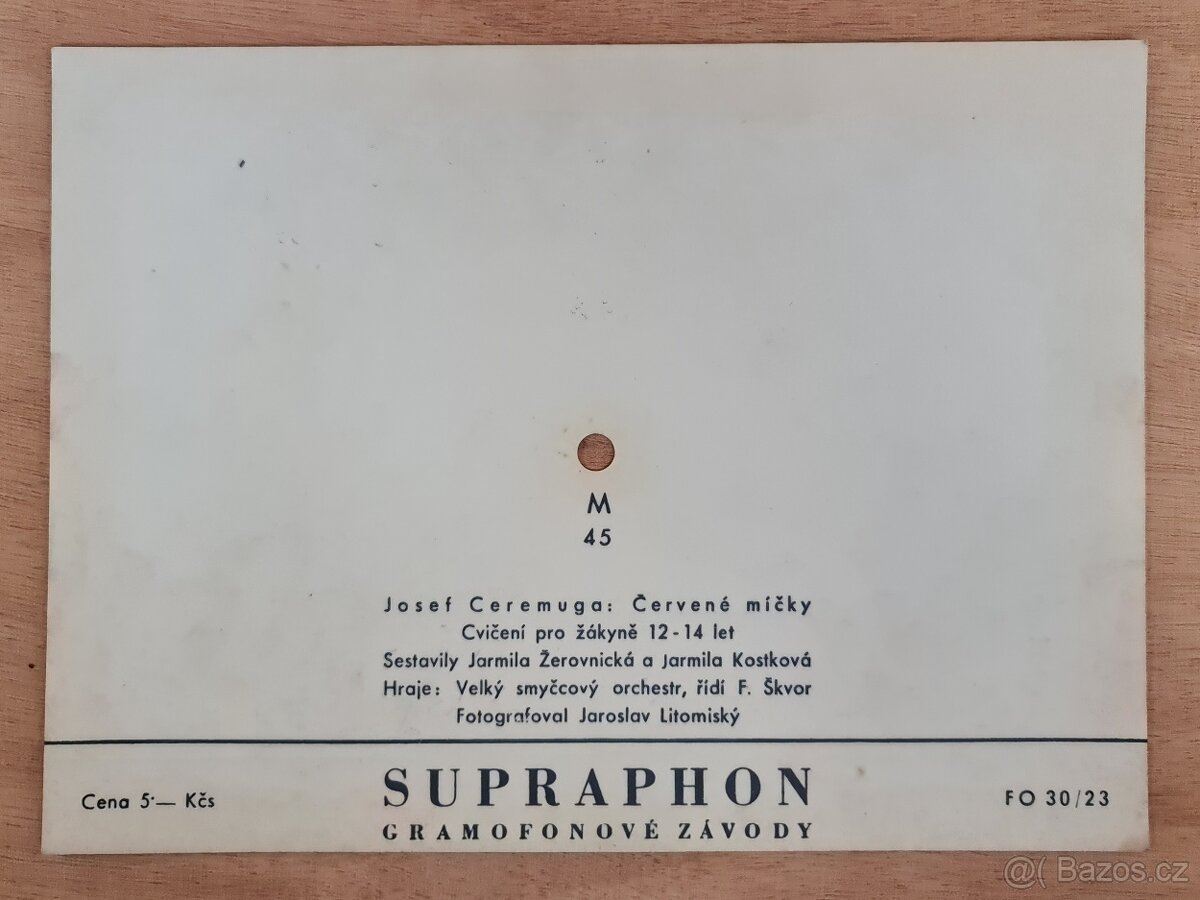 M
45
Josef Ceremuga: Červené míčky
Cvičení pro žákyně 12-14 let
Sestavily Jarmila Žerovnická a Jarmila Kostková
Hraje: Velký smyčcový orchestr, řídí F. Škvor
Fotografoval Jaroslav Litomiský
Cena 5·— Kčs
SUPRAPHON
GRAMOFONOVÉ ZÁVODY
FO 30/23
@( Bazos.cz